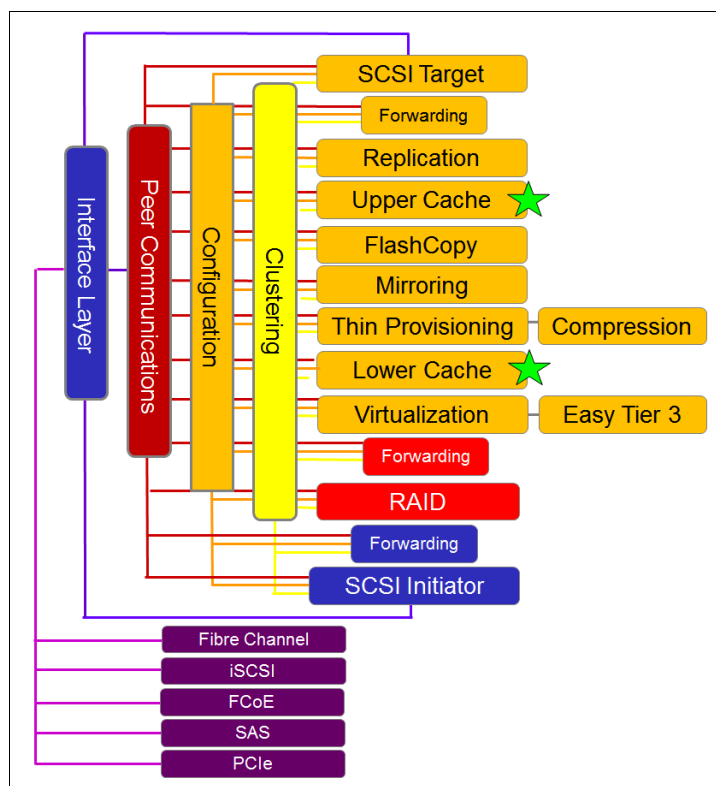 SCSI Target
Forwarding
Replication
Upper Cache
FlashCopy
Mirroring
Thin Provisioning
Compression
Lower Cache
Virtualization
Easy Tier 3
Forwarding
RAID
Forwarding
SCSI Initiator
Interface Layer
Peer Communications
Configuration
Clustering
Fibre Channel
iSCSI
FCoE
SAS
PCIe